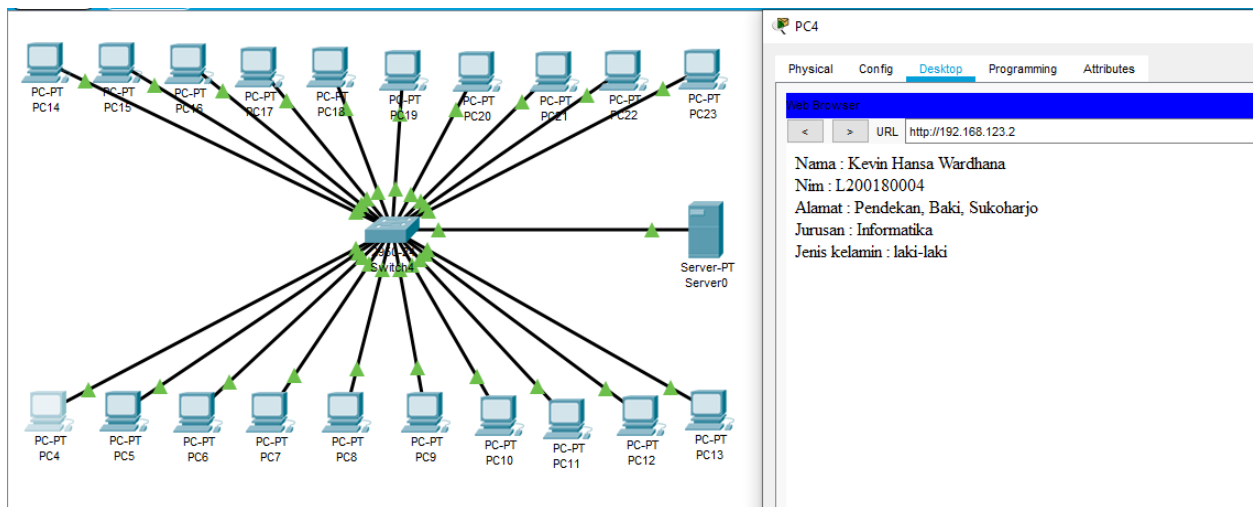 PC-PT PC-PT PC-PT PC-PT PC-PT PC-PT PC-PT PC-PT PC-PT PC-PT
PC14 PC15 PC16 PC17 PC18 PC19 PC20 PC21 PC22 PC23
2960-24
Switch4
Server-PT
Server0
PC-PT PC-PT PC-PT PC-PT PC-PT PC-PT PC-PT PC-PT PC-PT PC-PT
PC4 PC5 PC6 PC7 PC8 PC9 PC10 PC11 PC12 PC13
PC4
Physical Config Desktop Programming Attributes
Web Browser
< > URL http://192.168.123.2
Nama : Kevin Hansa Wardhana
Nim : L200180004
Alamat : Pendekan, Baki, Sukoharjo
Jurusan : Informatika
Jenis kelamin : laki-laki